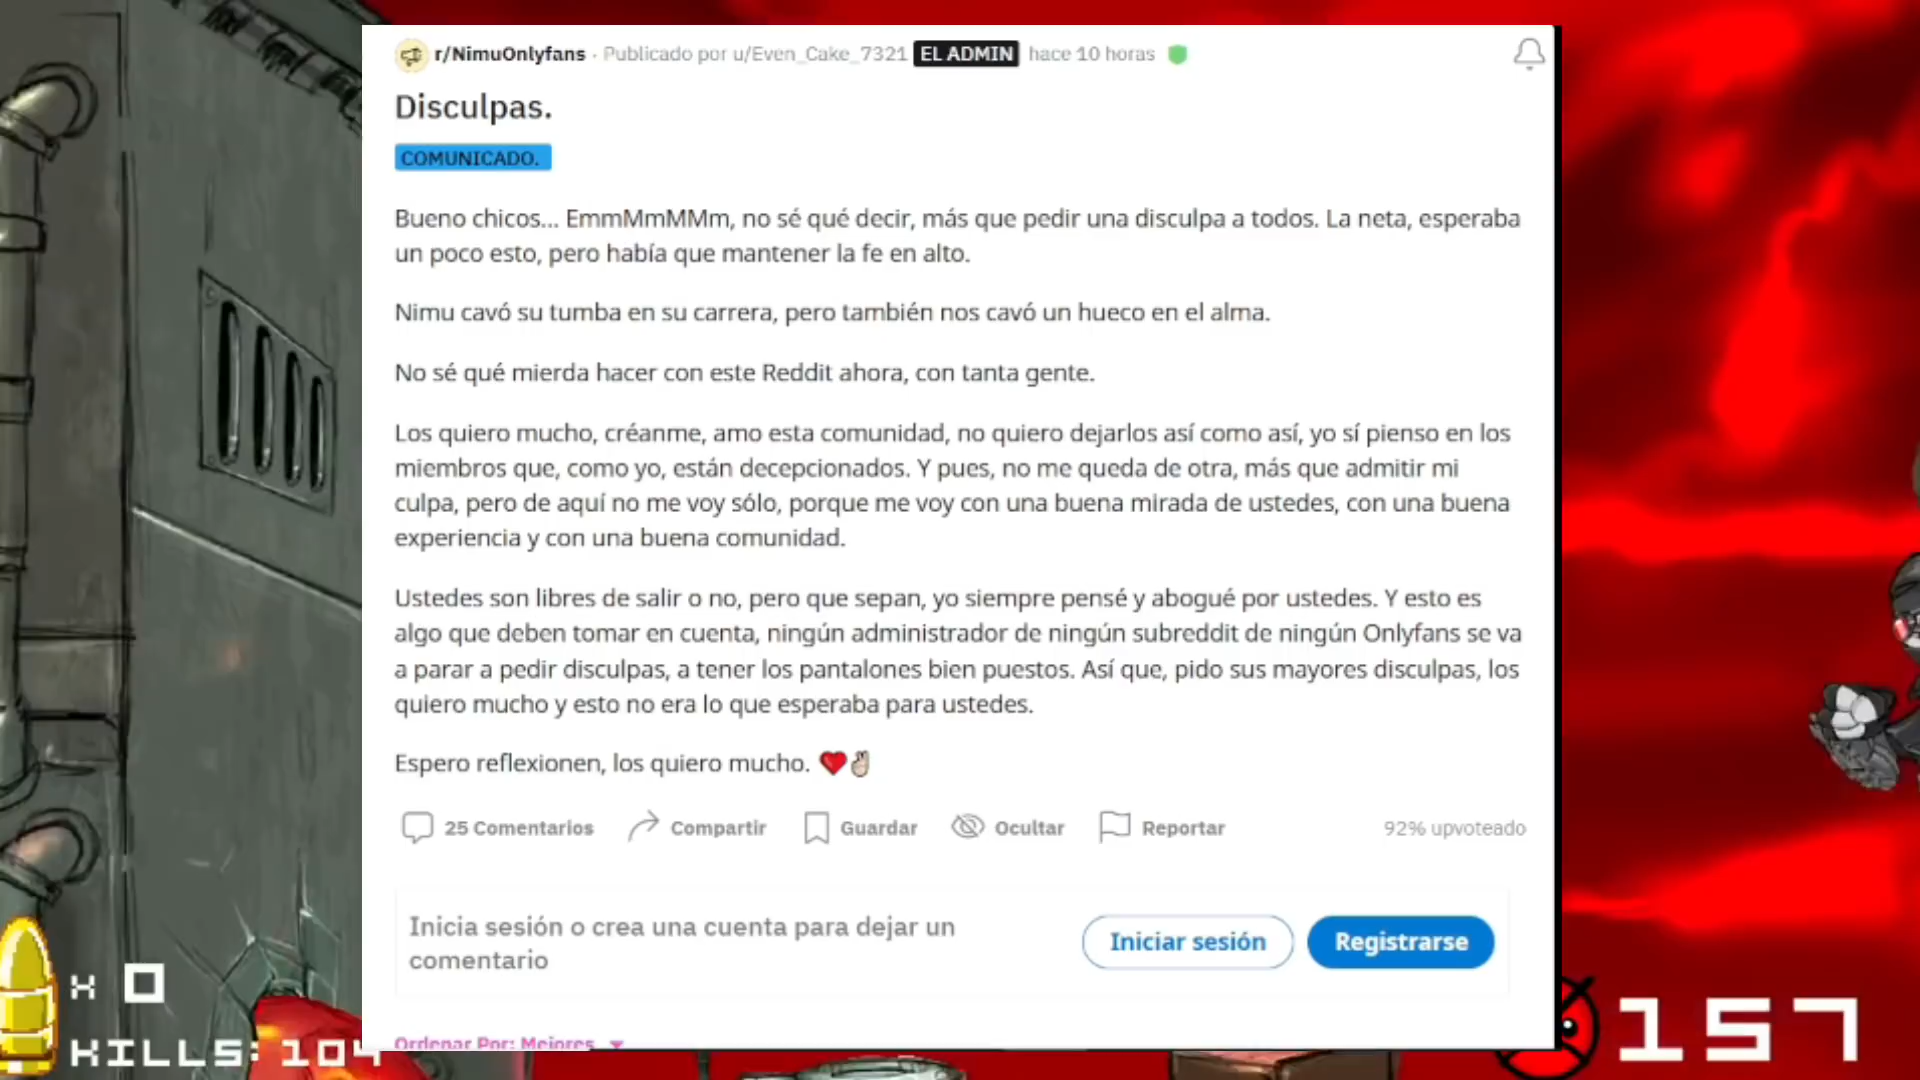 r/NimuOnlyfans · Publicado por u/Even_Cake_7321 EL ADMIN hace 10 horas
Disculpas.
COMUNICADO.
Bueno chicos... EmmMmMMm, no sé qué decir, más que pedir una disculpa a todos. La neta, esperaba
un poco esto, pero había que mantener la fe en alto.
Nimu cavó su tumba en su carrera, pero también nos cavó un hueco en el alma.
No sé qué mierda hacer con este Reddit ahora, con tanta gente.
Los quiero mucho, créanme, amo esta comunidad, no quiero dejarlos así como así, yo sí pienso en los
miembros que, como yo, están decepcionados. Y pues, no me queda de otra, más que admitir mi
culpa, pero de aquí no me voy sólo, porque me voy con una buena mirada de ustedes, con una buena
experiencia y con una buena comunidad.
Ustedes son libres de salir o no, pero que sepan, yo siempre pensé y abogué por ustedes. Y esto es
algo que deben tomar en cuenta, ningún administrador de ningún subreddit de ningún Onlyfans se va
a parar a pedir disculpas, a tener los pantalones bien puestos. Así que, pido sus mayores disculpas, los
quiero mucho y esto no era lo que esperaba para ustedes.
Espero reflexionen, los quiero mucho. ❤️✌🏻
25 Comentarios Compartir Guardar Ocultar Reportar 92% upvoteado
Inicia sesión o crea una cuenta para dejar un
comentario
Iniciar sesión Registrarse
Ordenar Por: Mejores
x 0
KILLS: 104
157